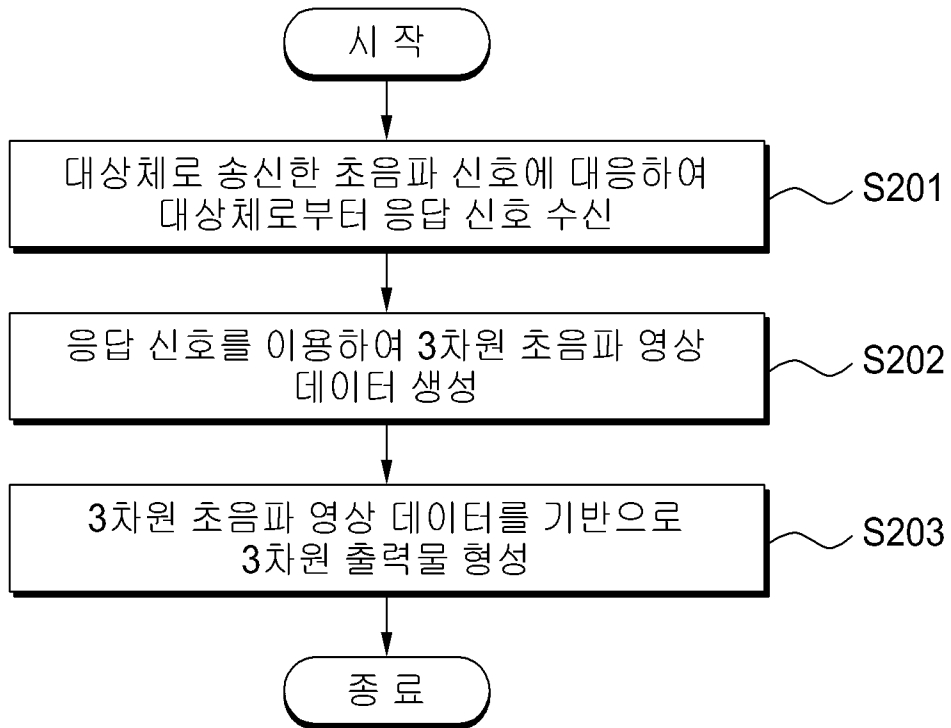 시 작
대상체로 송신한 초음파 신호에 대응하여
대상체로부터 응답 신호 수신
S201
응답 신호를 이용하여 3차원 초음파 영상
데이터 생성
S202
3차원 초음파 영상 데이터를 기반으로
3차원 출력물 형성
S203
종 료